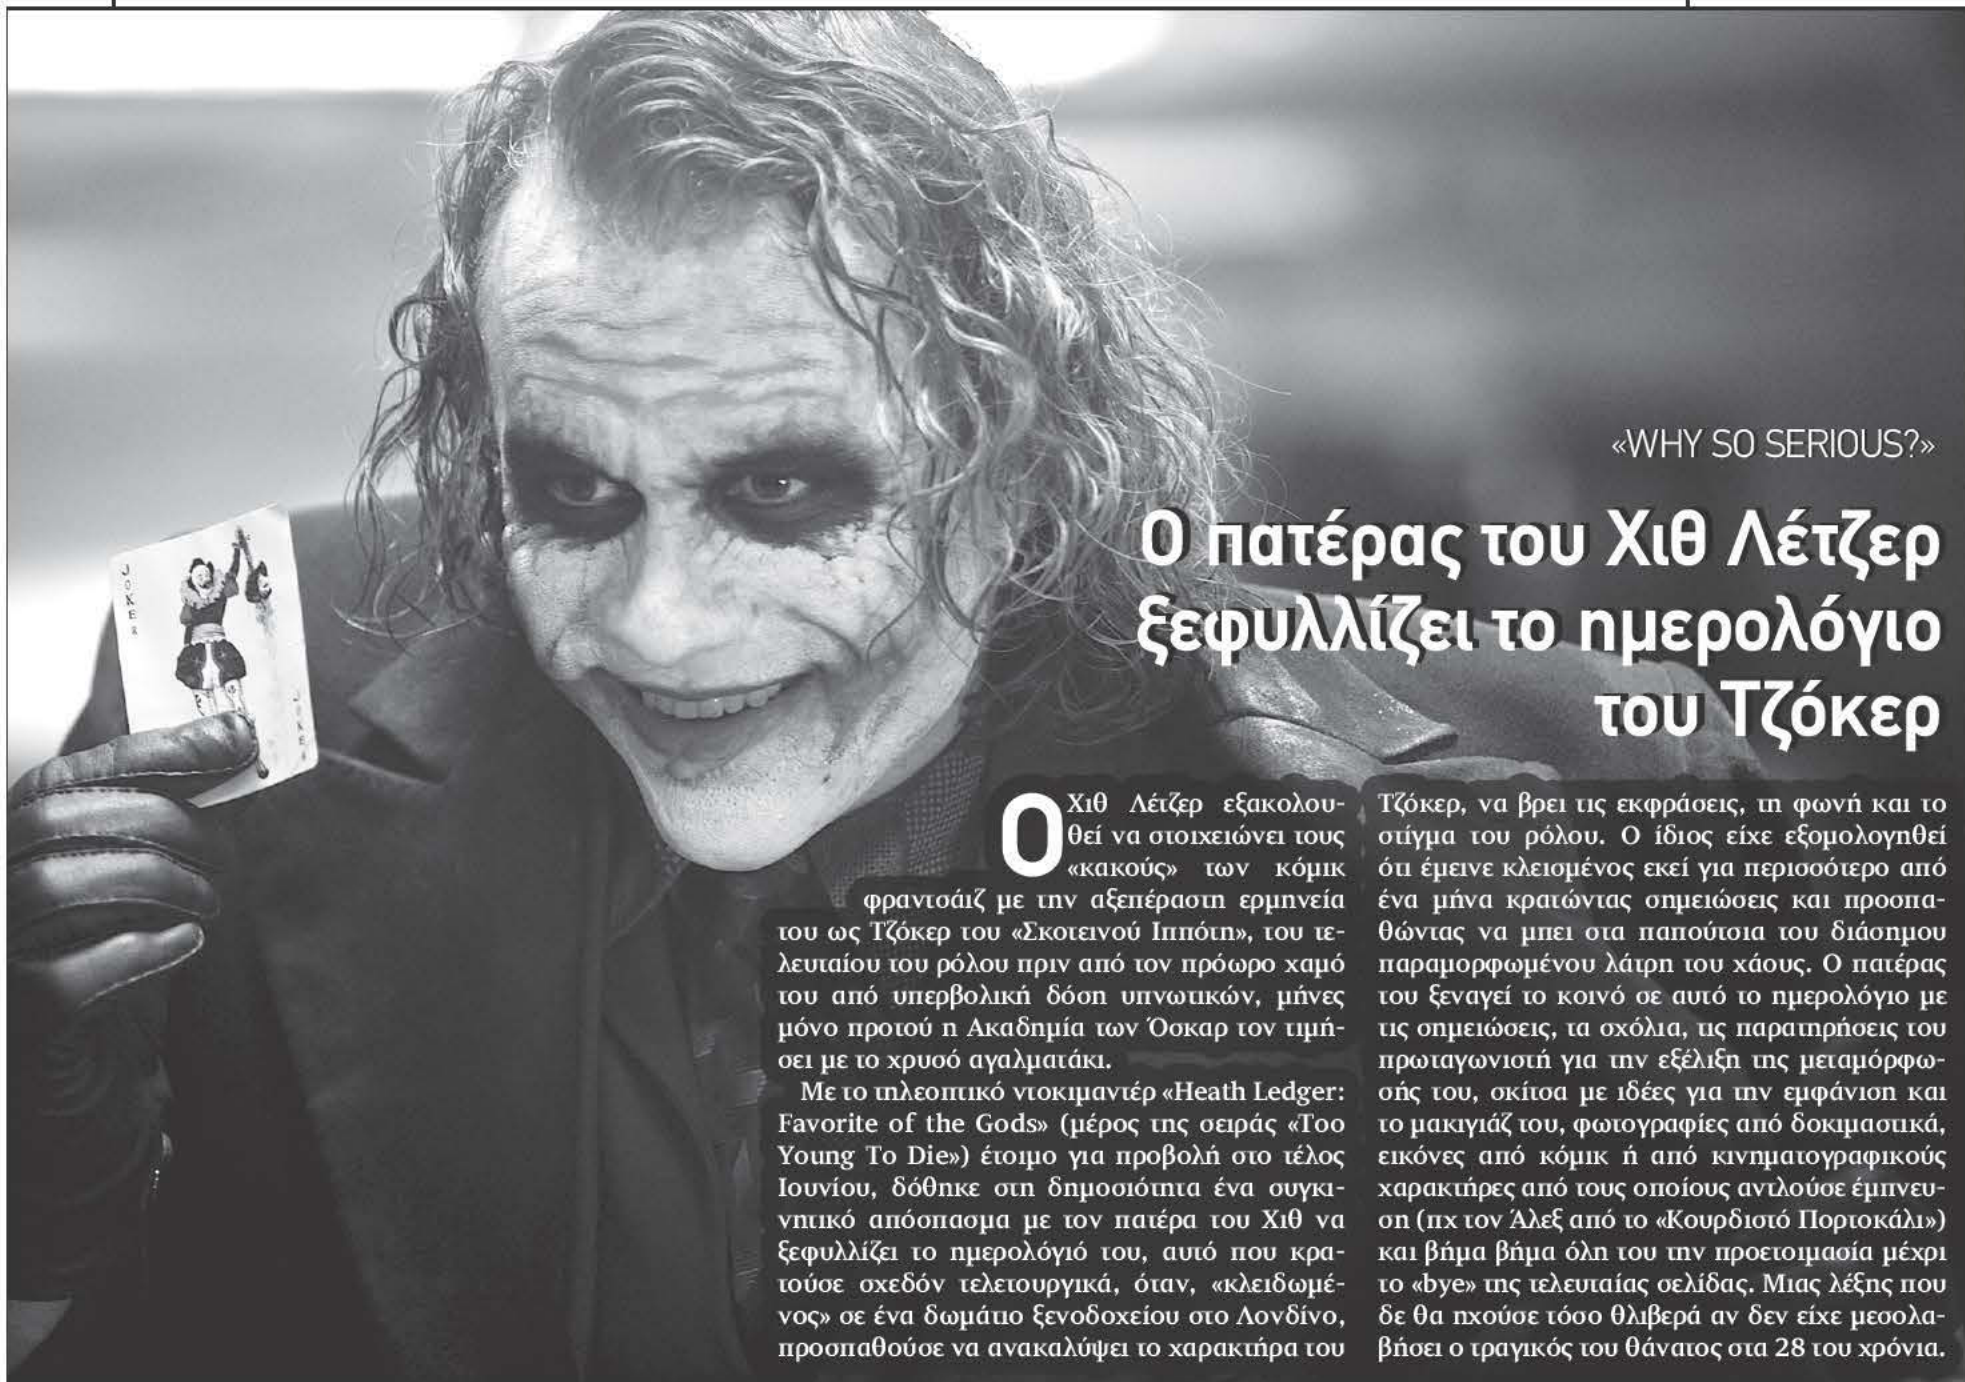 JOKER
JOKER
«WHY SO SERIOUS?»
Ο πατέρας του Χιθ Λέτζερ
ξεφυλλίζει το ημερολόγιο
του Τζόκερ
Ο Χιθ Λέτζερ εξακολου-
θεί να στοιχειώνει τους
«κακούς» των κόμικ
φραντσάιζ με την αξεπέραστη ερμηνεία
του ως Τζόκερ του «Σκοτεινού Ιππότη», του τε-
λευταίου του ρόλου πριν από τον πρόωρο χαμό
του από υπερβολική δόση υπνωτικών, μήνες
μόνο προτού η Ακαδημία των Όσκαρ τον τιμή-
σει με το χρυσό αγαλματάκι.
Με το τηλεοπτικό ντοκιμαντέρ «Heath Ledger:
Favorite of the Gods» (μέρος της σειράς «Too
Young To Die») έτοιμο για προβολή στο τέλος
Ιουνίου, δόθηκε στη δημοσιότητα ένα συγκι-
νητικό απόσπασμα με τον πατέρα του Χιθ να
ξεφυλλίζει το ημερολόγιό του, αυτό που κρα-
τούσε σχεδόν τελετουργικά, όταν, «κλειδωμέ-
νος» σε ένα δωμάτιο ξενοδοχείου στο Λονδίνο,
προσπαθούσε να ανακαλύψει το χαρακτήρα του
Τζόκερ, να βρει τις εκφράσεις, τη φωνή και το
στίγμα του ρόλου. Ο ίδιος είχε εξομολογηθεί
ότι έμεινε κλεισμένος εκεί για περισσότερο από
ένα μήνα κρατώντας σημειώσεις και προσπα-
θώντας να μπει στα παπούτσια του διάσημου
παραμορφωμένου λάτρη του χάους. Ο πατέρας
του ξεναγεί το κοινό σε αυτό το ημερολόγιο με
τις σημειώσεις, τα σχόλια, τις παρατηρήσεις του
πρωταγωνιστή για την εξέλιξη της μεταμόρφω-
σής του, σκίτσα με ιδέες για την εμφάνιση και
το μακιγιάζ του, φωτογραφίες από δοκιμαστικά,
εικόνες από κόμικ ή από κινηματογραφικούς
χαρακτήρες από τους οποίους αντλούσε έμπνευ-
ση (πχ τον Άλεξ από το «Κουρδιστό Πορτοκάλι»)
και βήμα βήμα όλη του την προετοιμασία μέχρι
το «bye» της τελευταίας σελίδας. Μιας λέξης που
δε θα ηχούσε τόσο θλιβερά αν δεν είχε μεσολα-
βήσει ο τραγικός του θάνατος στα 28 του χρόνια.